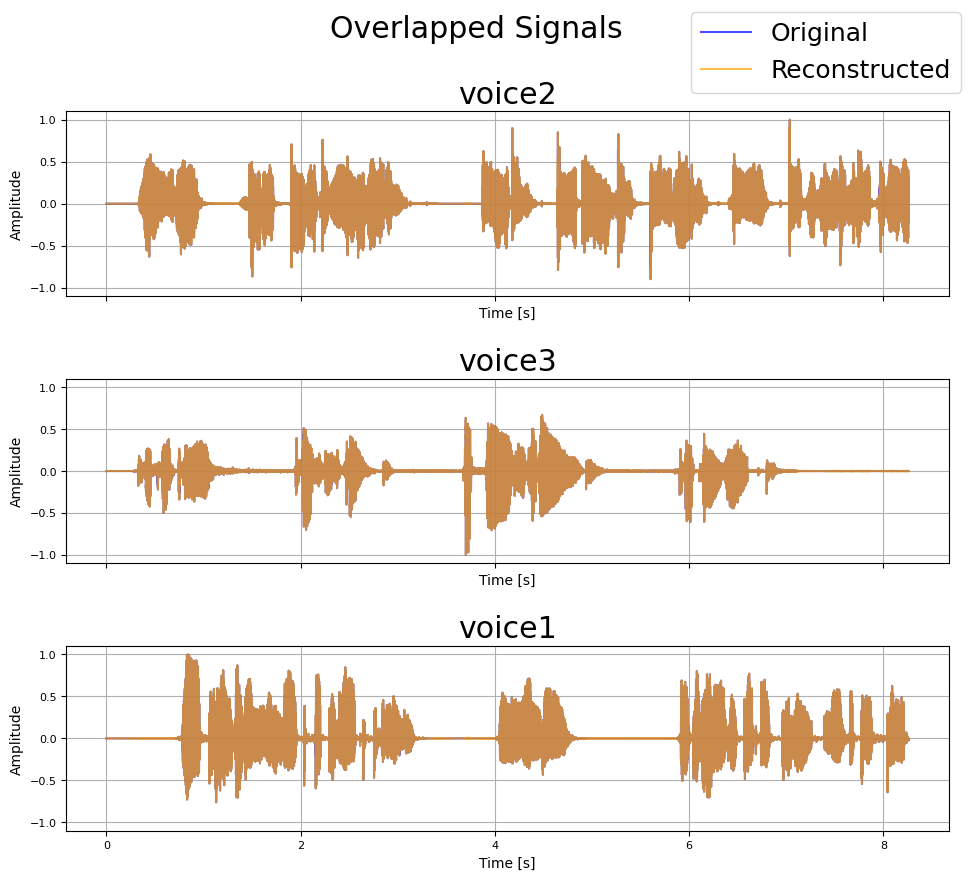 Overlapped Signals
Original
Reconstructed
voice2
1.0
0.5
0.0
−0.5
−1.0
Amplitude
Time [s]
voice3
1.0
0.5
0.0
−0.5
−1.0
Amplitude
Time [s]
voice1
1.0
0.5
0.0
−0.5
−1.0
Amplitude
0 2 4 6 8
Time [s]